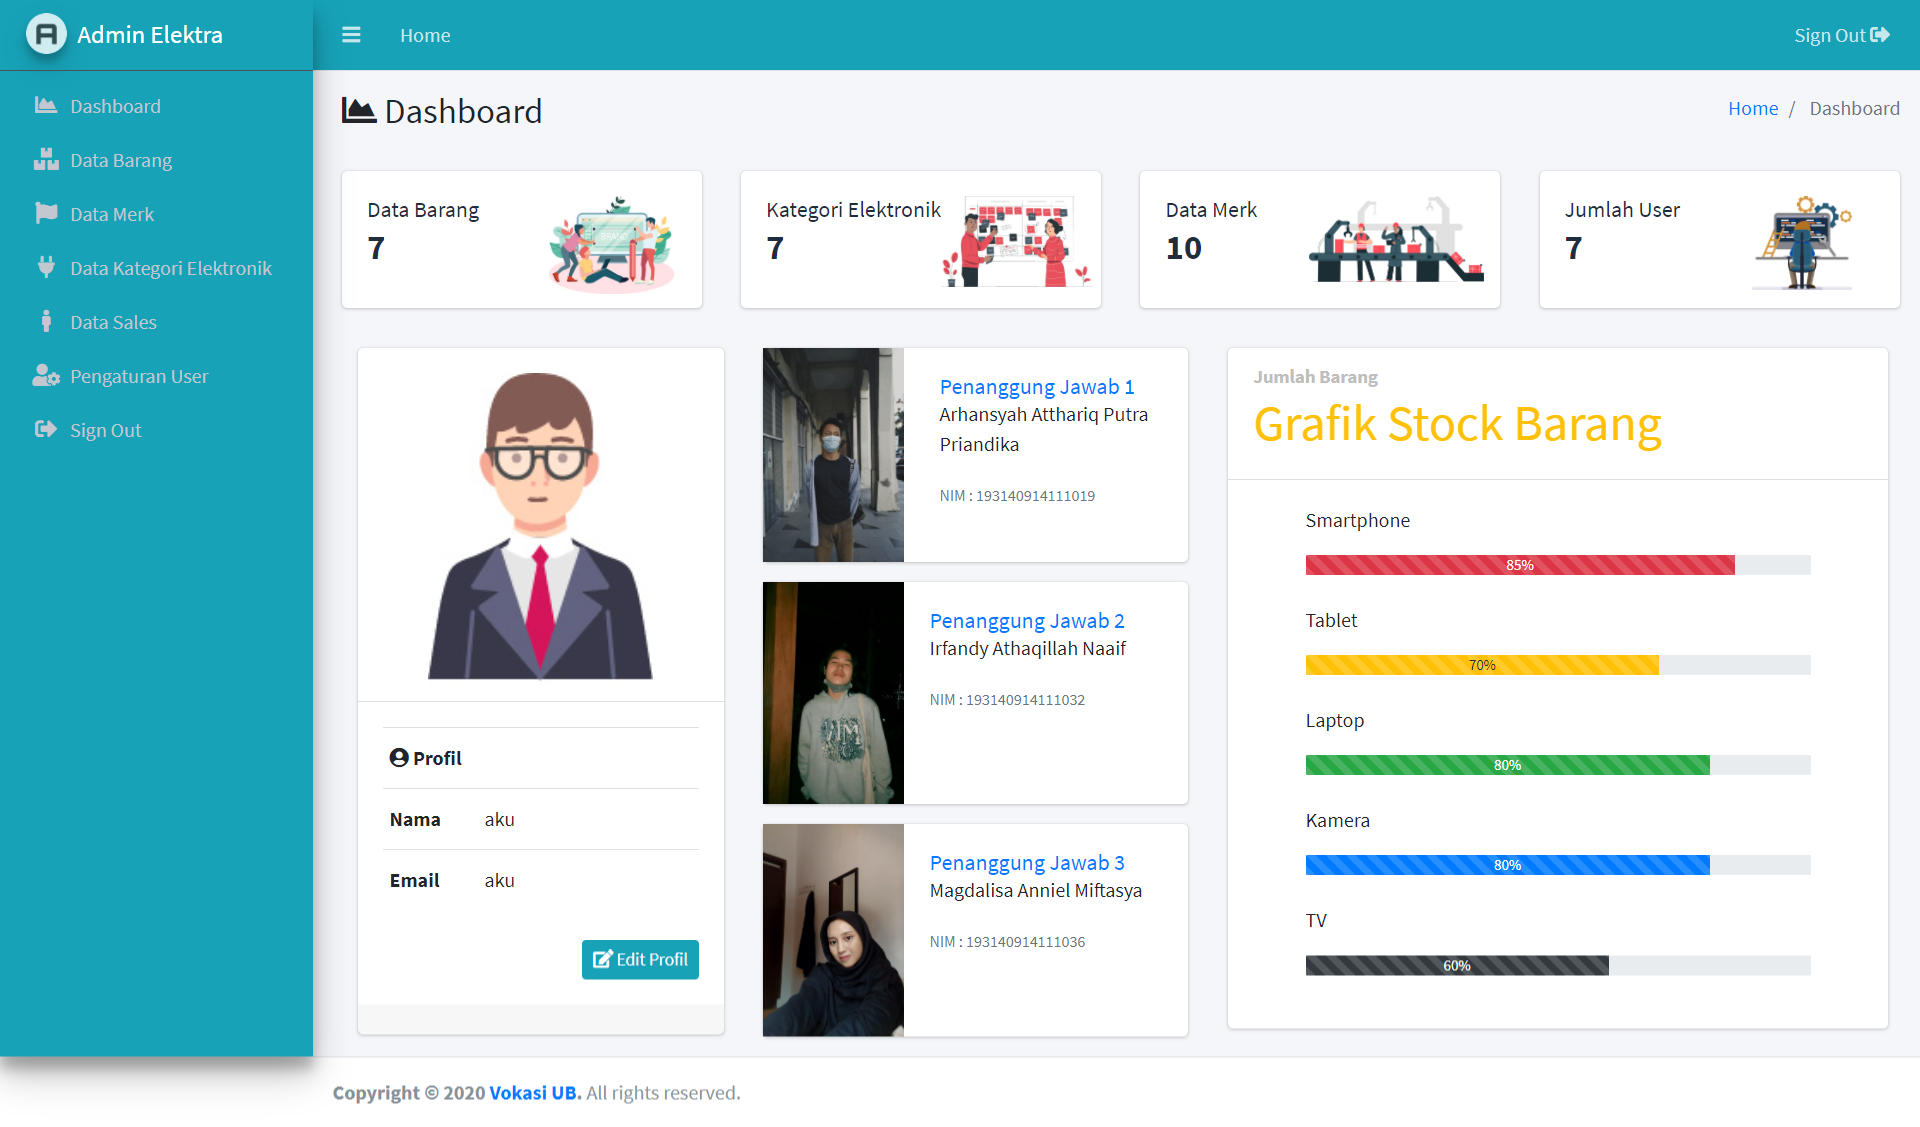 Admin Elektra
Home
Sign Out
Dashboard
Data Barang
Data Merk
Data Kategori Elektronik
Data Sales
Pengaturan User
Sign Out
Dashboard
Home / Dashboard
Data Barang
7
Kategori Elektronik
7
Data Merk
10
Jumlah User
7
Profil
Nama aku
Email aku
Edit Profil
Penanggung Jawab 1
Arhansyah Atthariq Putra
Priandika
NIM : 193140914111019
Penanggung Jawab 2
Irfandy Athaqillah Naaif
NIM : 193140914111032
Penanggung Jawab 3
Magdalisa Anniel Miftasya
NIM : 193140914111036
Jumlah Barang
Grafik Stock Barang
Smartphone
85%
Tablet
70%
Laptop
80%
Kamera
80%
TV
60%
Copyright © 2020 Vokasi UB. All rights reserved.